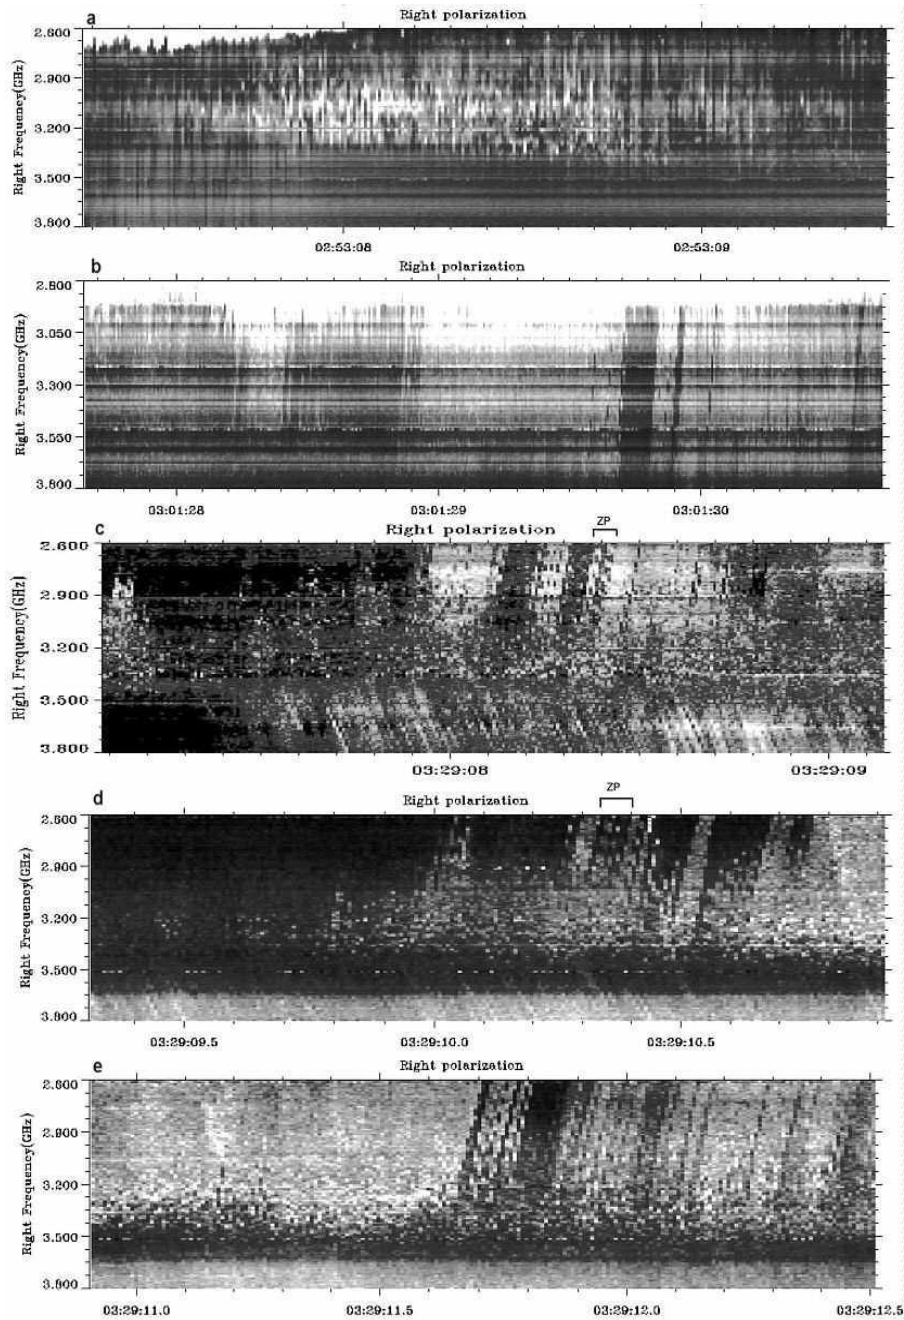 a
Right polarization
Right Frequency(GHz)
2.600
2.900
3.200
3.500
3.800
02:53:08
02:53:09
b
Right polarization
Right Frequency(GHz)
2.800
3.050
3.300
3.550
3.800
03:01:28
03:01:29
03:01:30
c
Right polarization
ZP
Right Frequency(GHz)
2.600
2.900
3.200
3.500
3.800
03:29:08
03:29:09
d
Right polarization
ZP
Right Frequency(GHz)
2.600
2.900
3.200
3.500
3.800
03:29:09.5
03:29:10.0
03:29:10.5
e
Right polarization
Right Frequency(GHz)
2.600
2.900
3.200
3.500
3.800
03:29:11.0
03:29:11.5
03:29:12.0
03:29:12.5